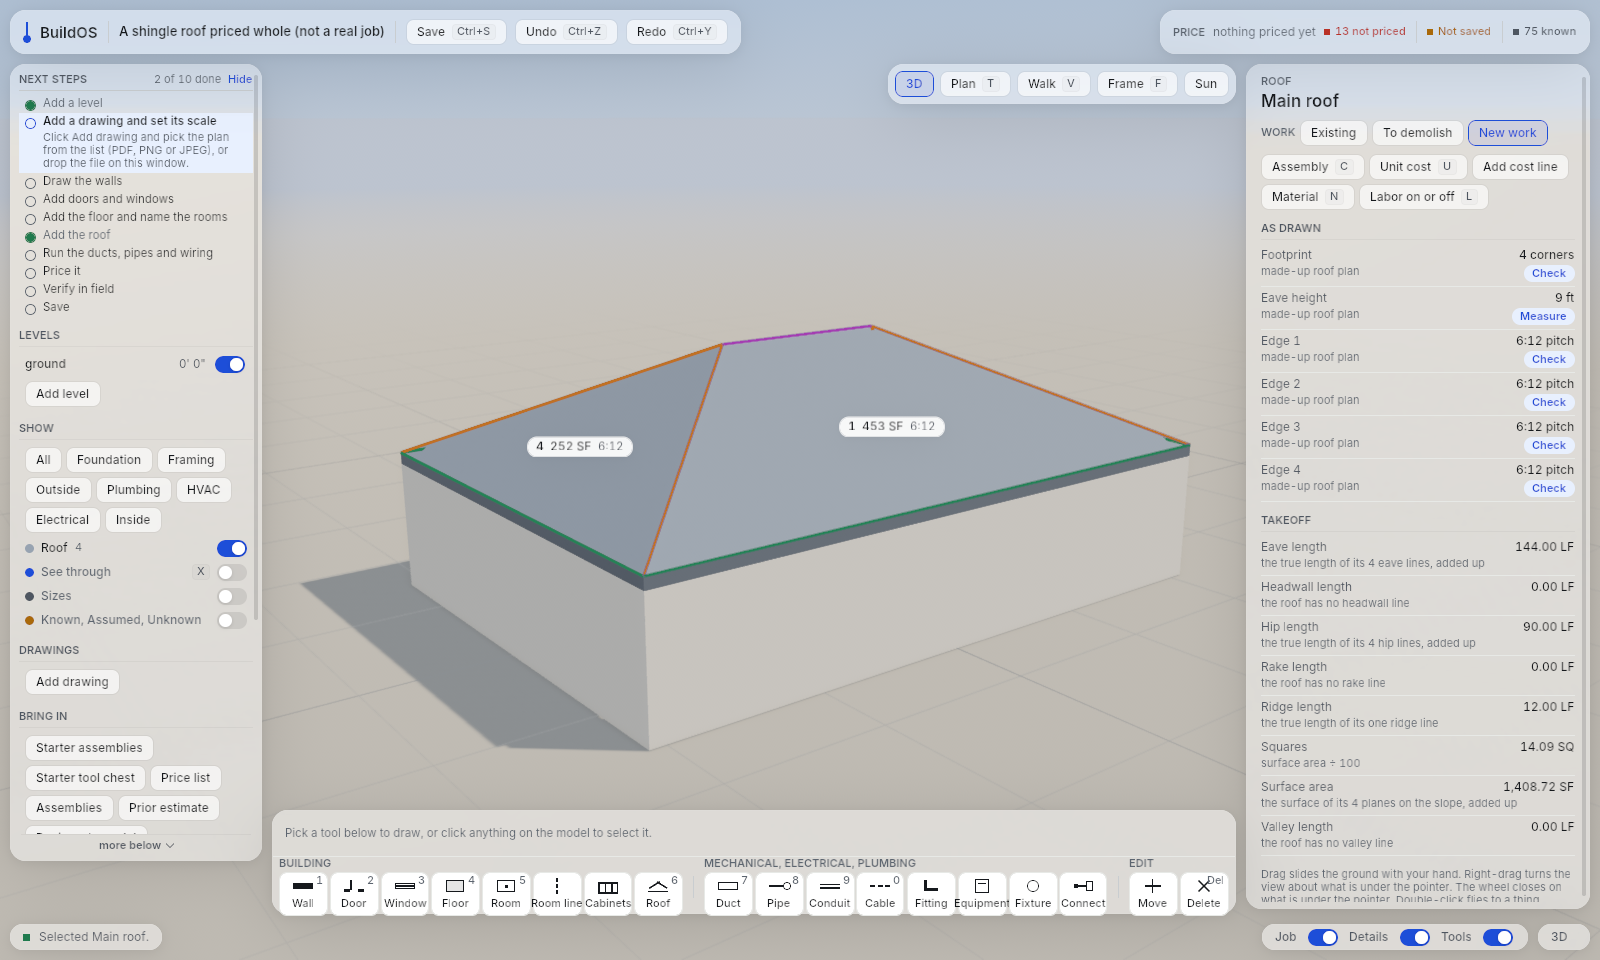 BuildOS
A shingle roof priced whole (not a real job)
Save Ctrl+S
Undo Ctrl+Z
Redo Ctrl+Y
PRICE nothing priced yet
13 not priced
Not saved
75 known
NEXT STEPS 2 of 10 done Hide
Add a level
Add a drawing and set its scale
Click Add drawing and pick the plan
from the list (PDF, PNG or JPEG), or
drop the file on this window.
Draw the walls
Add doors and windows
Add the floor and name the rooms
Add the roof
Run the ducts, pipes and wiring
Price it
Verify in field
Save
LEVELS
ground 0' 0"
Add level
SHOW
All Foundation Framing
Outside Plumbing HVAC
Electrical Inside
Roof 4
See through X
Sizes
Known, Assumed, Unknown
DRAWINGS
Add drawing
BRING IN
Starter assemblies
Starter tool chest Price list
Assemblies Prior estimate
more below
Selected Main roof.
3D Plan T Walk V Frame F Sun
4 252 SF 6:12
1 453 SF 6:12
Pick a tool below to draw, or click anything on the model to select it.
BUILDING
Wall 1
Door 2
Window 3
Floor 4
Room 5
Room line
Cabinets
Roof 6
MECHANICAL, ELECTRICAL, PLUMBING
Duct 7
Pipe 8
Conduit 9
Cable 0
Fitting
Equipment
Fixture
Connect
EDIT
Move
Delete Del
ROOF
Main roof
WORK Existing To demolish New work
Assembly C Unit cost U Add cost line
Material N Labor on or off L
AS DRAWN
Footprint 4 corners
made-up roof plan Check
Eave height 9 ft
made-up roof plan Measure
Edge 1 6:12 pitch
made-up roof plan Check
Edge 2 6:12 pitch
made-up roof plan Check
Edge 3 6:12 pitch
made-up roof plan Check
Edge 4 6:12 pitch
made-up roof plan Check
TAKEOFF
Eave length 144.00 LF
the true length of its 4 eave lines, added up
Headwall length 0.00 LF
the roof has no headwall line
Hip length 90.00 LF
the true length of its 4 hip lines, added up
Rake length 0.00 LF
the roof has no rake line
Ridge length 12.00 LF
the true length of its one ridge line
Squares 14.09 SQ
surface area ÷ 100
Surface area 1,408.72 SF
the surface of its 4 planes on the slope, added up
Valley length 0.00 LF
the roof has no valley line
Drag slides the ground with your hand. Right-drag turns the
view about what is under the pointer. The wheel closes on
what is under the pointer. Double-click flies to a thing
Job Details Tools 3D